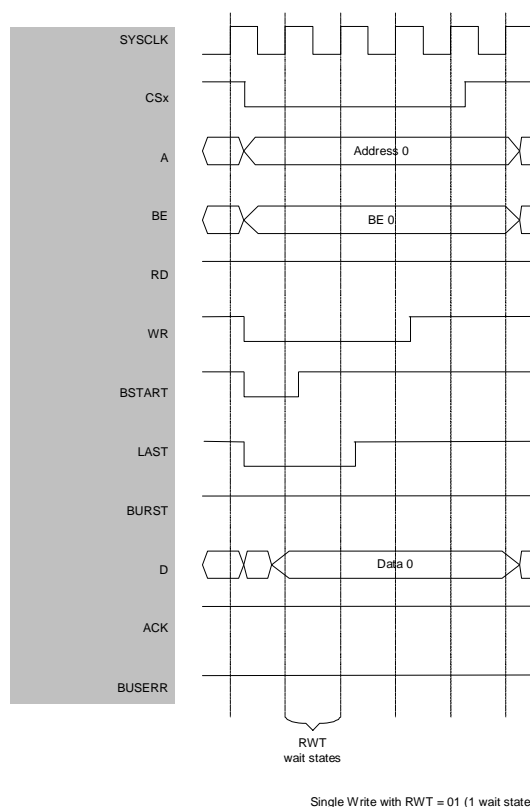 SYSCLK
CSx
A
Address 0
BE
BE 0
RD
WR
BSTART
LAST
BURST
D
Data 0
ACK
BUSERR
RWT
wait states
Single Write with RWT = 01 (1 wait state